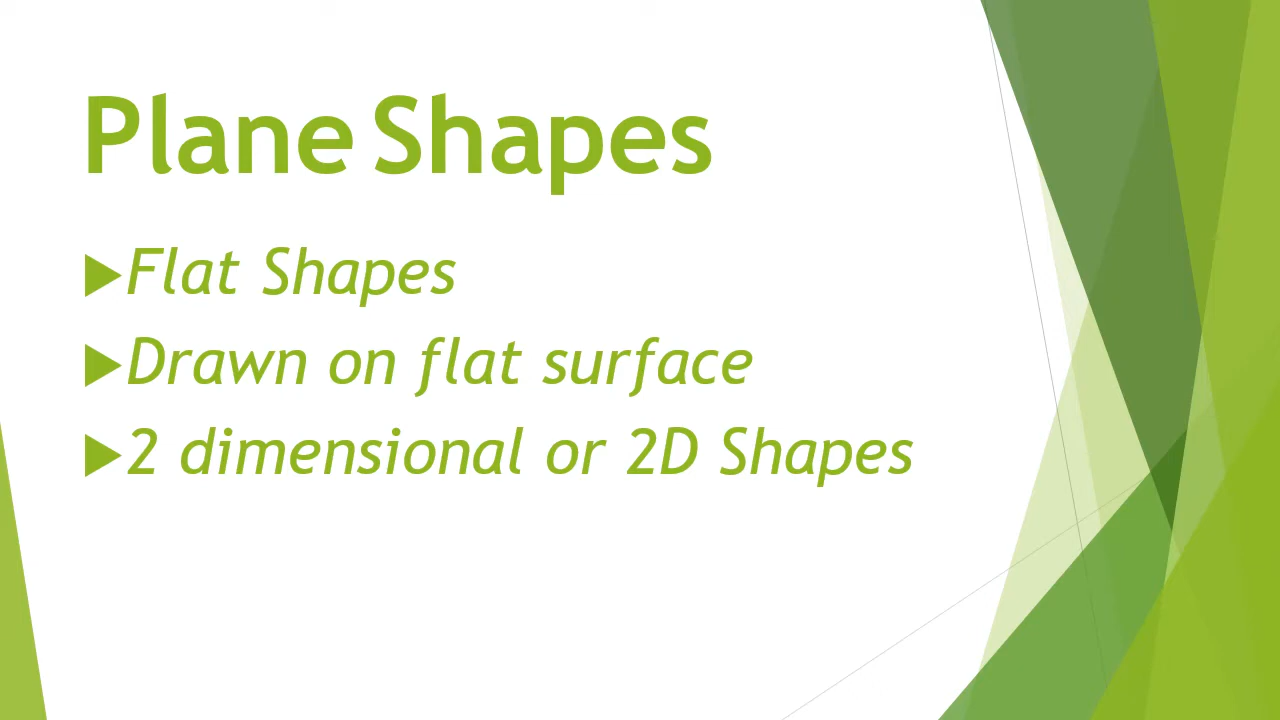 Plane Shapes
Flat Shapes
Drawn on flat surface
2 dimensional or 2D Shapes